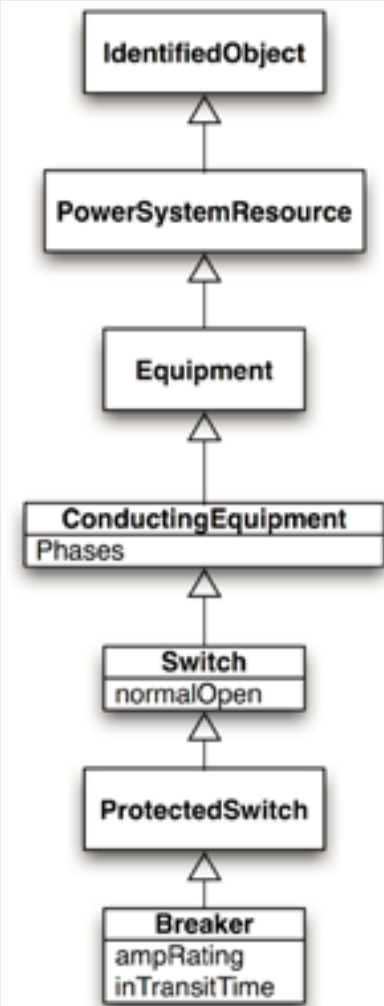 IdentifiedObject
PowerSystemResource
Equipment
ConductingEquipment
Phases
Switch
normalOpen
ProtectedSwitch
Breaker
ampRating
inTransitTime